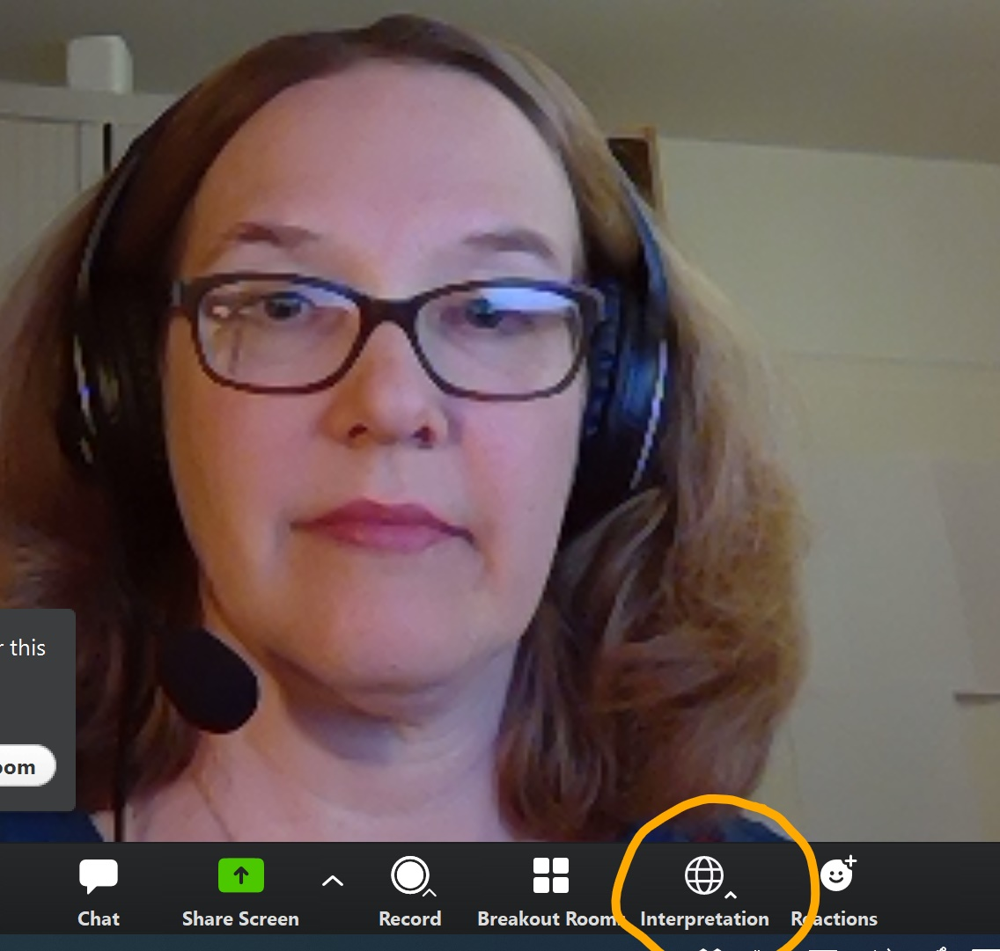 r this
oom
Chat
Share Screen
Record
Breakout Rooms
Interpretation
Reactions